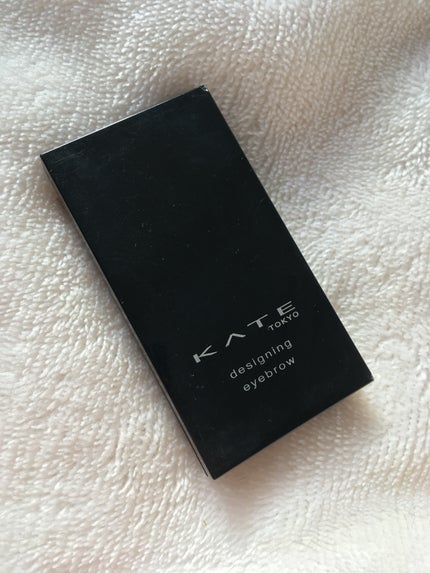 KATE
TOKYO
designing
eyebrow